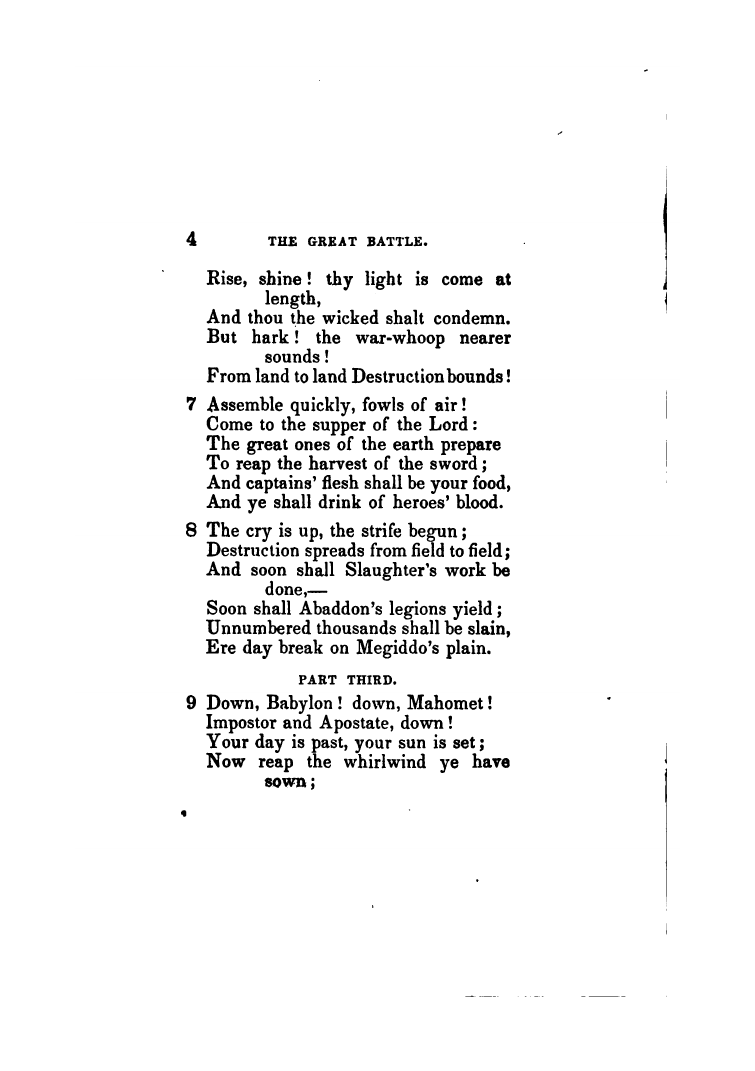 4 THE GREAT BATTLE.
Rise, shine ! thy light is come at
length,
And thou the wicked shalt condemn.
But hark ! the war-whoop nearer
sounds !
From land to land Destruction bounds !
7 Assemble quickly, fowls of air !
Come to the supper of the Lord :
The great ones of the earth prepare
To reap the harvest of the sword ;
And captains’ flesh shall be your food,
And ye shall drink of heroes’ blood.
8 The cry is up, the strife begun ;
Destruction spreads from field to field ;
And soon shall Slaughter’s work be
done,—
Soon shall Abaddon’s legions yield ;
Unnumbered thousands shall be slain,
Ere day break on Megiddo’s plain.
PART THIRD.
9 Down, Babylon ! down, Mahomet !
Impostor and Apostate, down !
Your day is past, your sun is set ;
Now reap the whirlwind ye have
sown ;